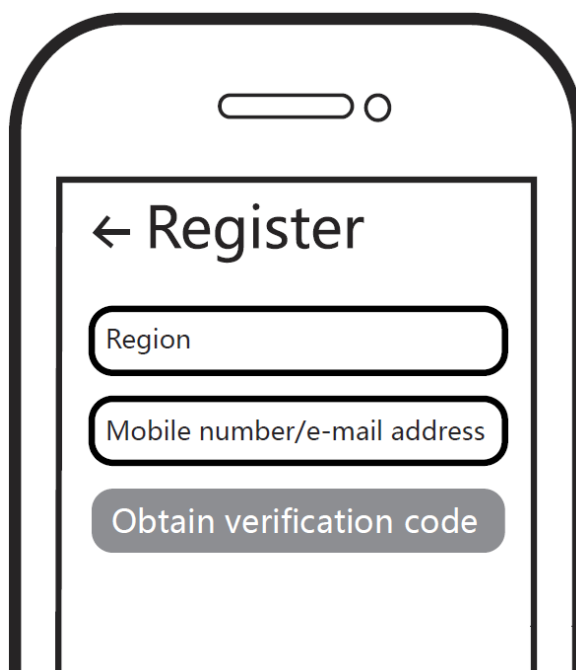 ← Register
Region
Mobile number/e-mail address
Obtain verification code